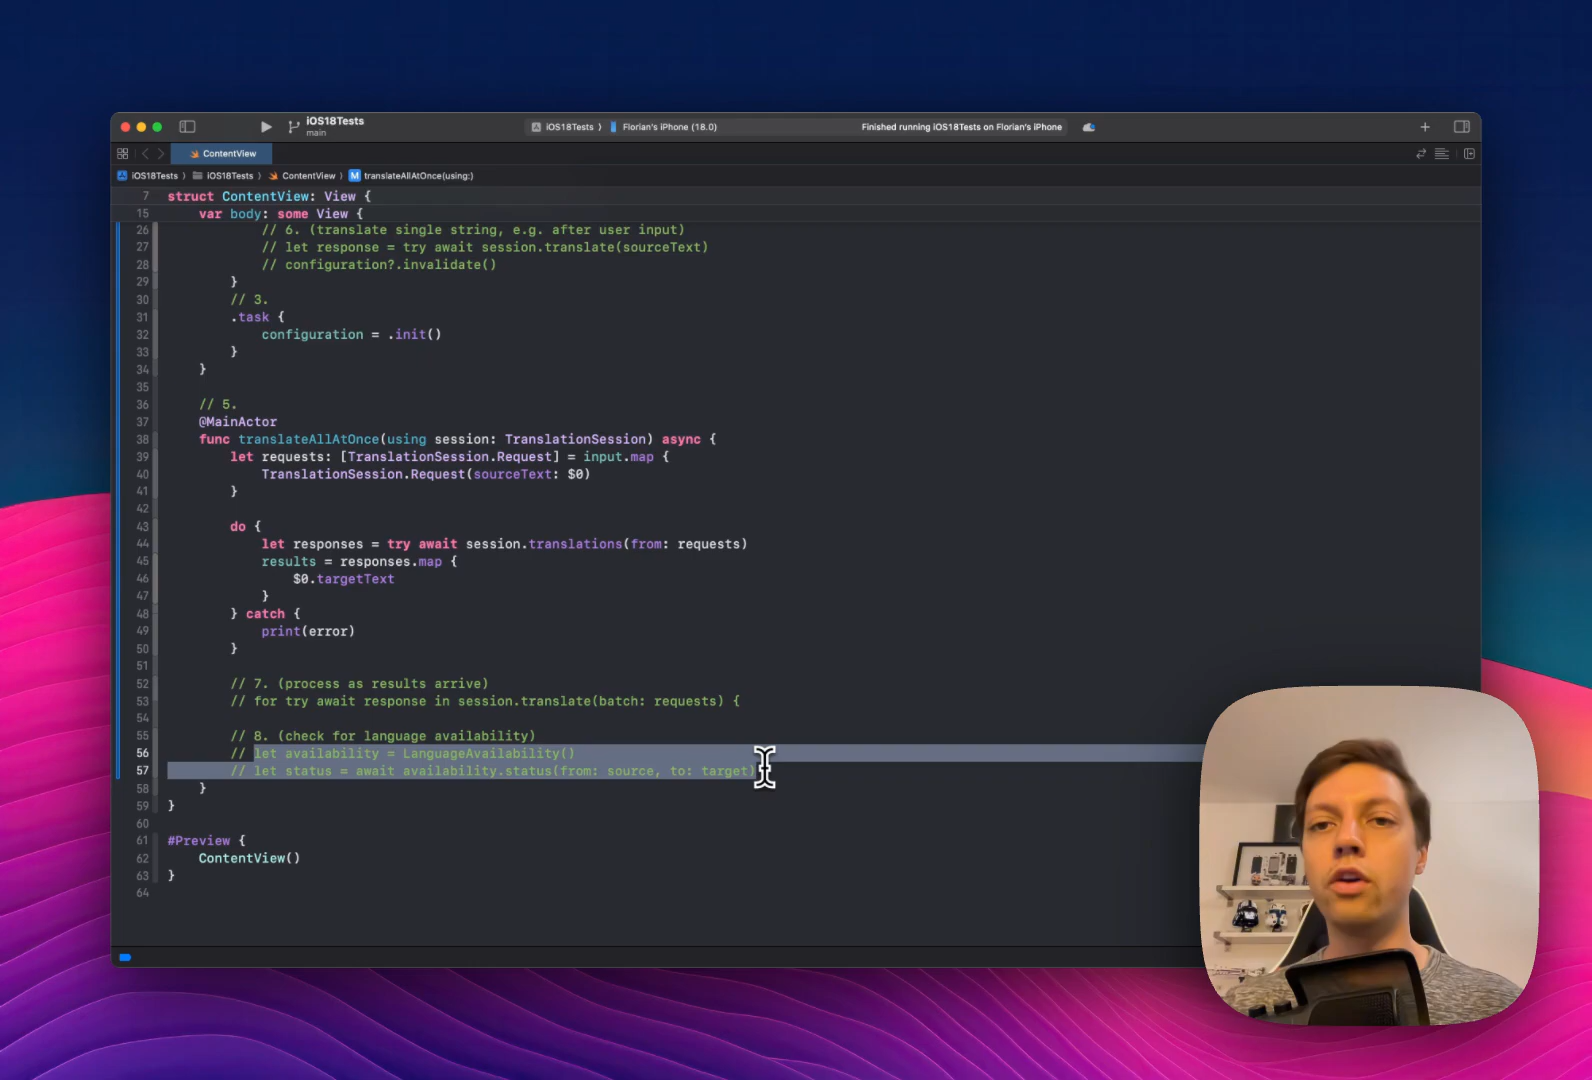 iOS18Tests
main
iOS18Tests ⟩ Florian's iPhone (18.0)
Finished running iOS18Tests on Florian's iPhone
ContentView
iOS18Tests ⟩ iOS18Tests ⟩ ContentView ⟩ M translateAllAtOnce(using:)
7 struct ContentView: View {
15 var body: some View {
26 // 6. (translate single string, e.g. after user input)
27 // let response = try await session.translate(sourceText)
28 // configuration?.invalidate()
29 }
30 // 3.
31 .task {
32 configuration = .init()
33 }
34 }
35
36 // 5.
37 @MainActor
38 func translateAllAtOnce(using session: TranslationSession) async {
39 let requests: [TranslationSession.Request] = input.map {
40 TranslationSession.Request(sourceText: $0)
41 }
42
43 do {
44 let responses = try await session.translations(from: requests)
45 results = responses.map {
46 $0.targetText
47 }
48 } catch {
49 print(error)
50 }
51
52 // 7. (process as results arrive)
53 // for try await response in session.translate(batch: requests) {
54
55 // 8. (check for language availability)
56 // let availability = LanguageAvailability()
57 // let status = await availability.status(from: source, to: target)
58 }
59 }
60
61 #Preview {
62 ContentView()
63 }
64